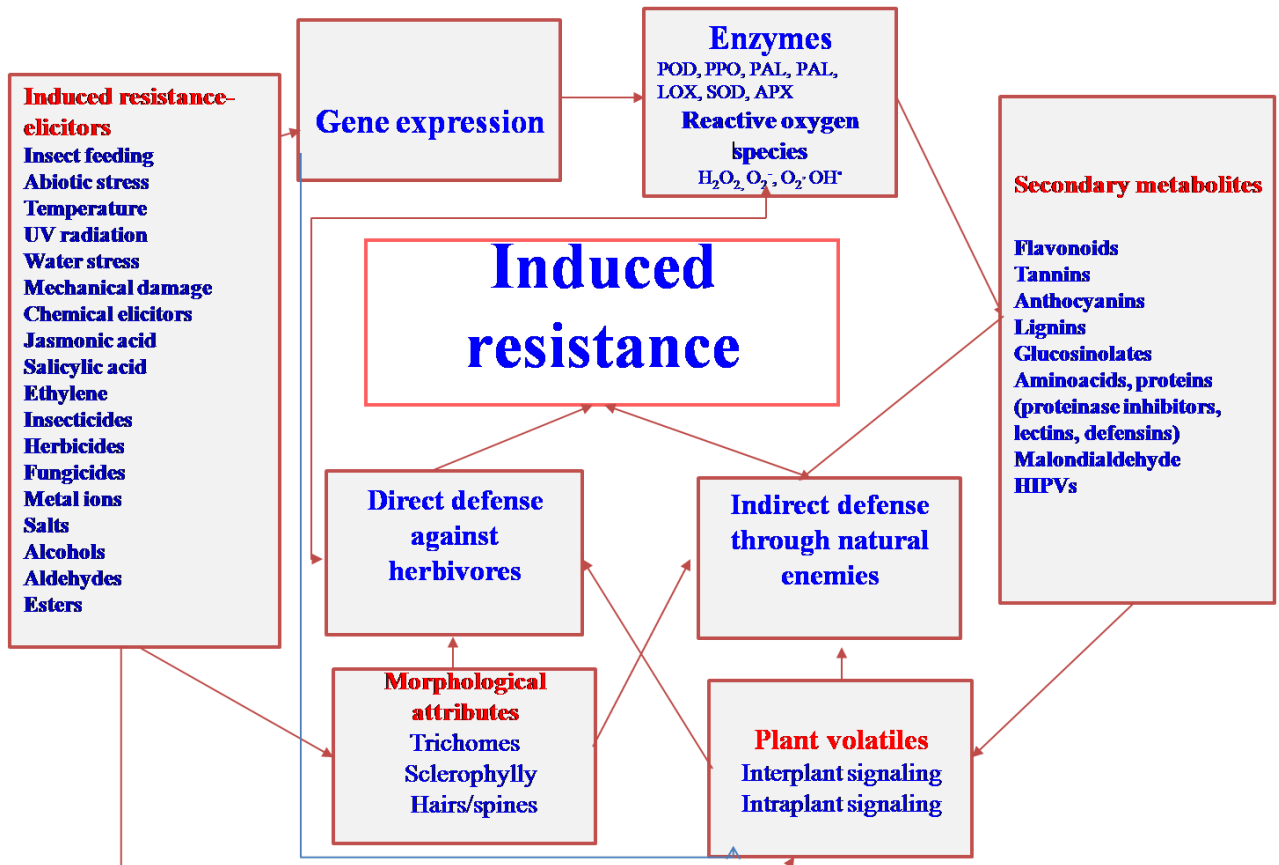 Induced resistance-
elicitors
Insect feeding
Abiotic stress
Temperature
UV radiation
Water stress
Mechanical damage
Chemical elicitors
Jasmonic acid
Salicylic acid
Ethylene
Insecticides
Herbicides
Fungicides
Metal ions
Salts
Alcohols
Aldehydes
Esters
Gene expression
Enzymes
POD, PPO, PAL, PAL,
LOX, SOD, APX
Reactive oxygen
species
H₂O₂, O₂⁻, O₂· OH•
Secondary metabolites
Flavonoids
Tannins
Anthocyanins
Lignins
Glucosinolates
Aminoacids, proteins
(proteinase inhibitors,
lectins, defensins)
Malondialdehyde
HIPVs
Induced
resistance
Direct defense
against
herbivores
Indirect defense
through natural
enemies
Morphological
attributes
Trichomes
Sclerophylly
Hairs/spines
Plant volatiles
Interplant signaling
Intraplant signaling